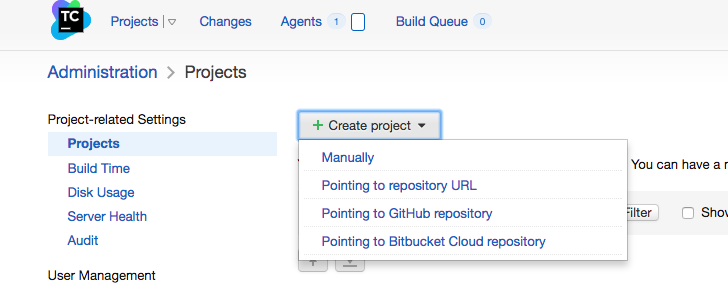 TC
Projects
Changes
Agents 1
Build Queue 0
Administration > Projects
Project-related Settings
Projects
Build Time
Disk Usage
Server Health
Audit
User Management
+ Create project
Manually
Pointing to repository URL
Pointing to GitHub repository
Pointing to Bitbucket Cloud repository
You can have a
Filter
Show